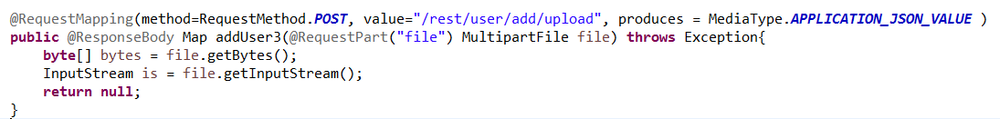 @RequestMapping(method=RequestMethod.POST, value="/rest/user/add/upload", produces = MediaType.APPLICATION_JSON_VALUE )
public @ResponseBody Map addUser3(@RequestPart("file") MultipartFile file) throws Exception{
    byte[] bytes = file.getBytes();
    InputStream is = file.getInputStream();
    return null;
}